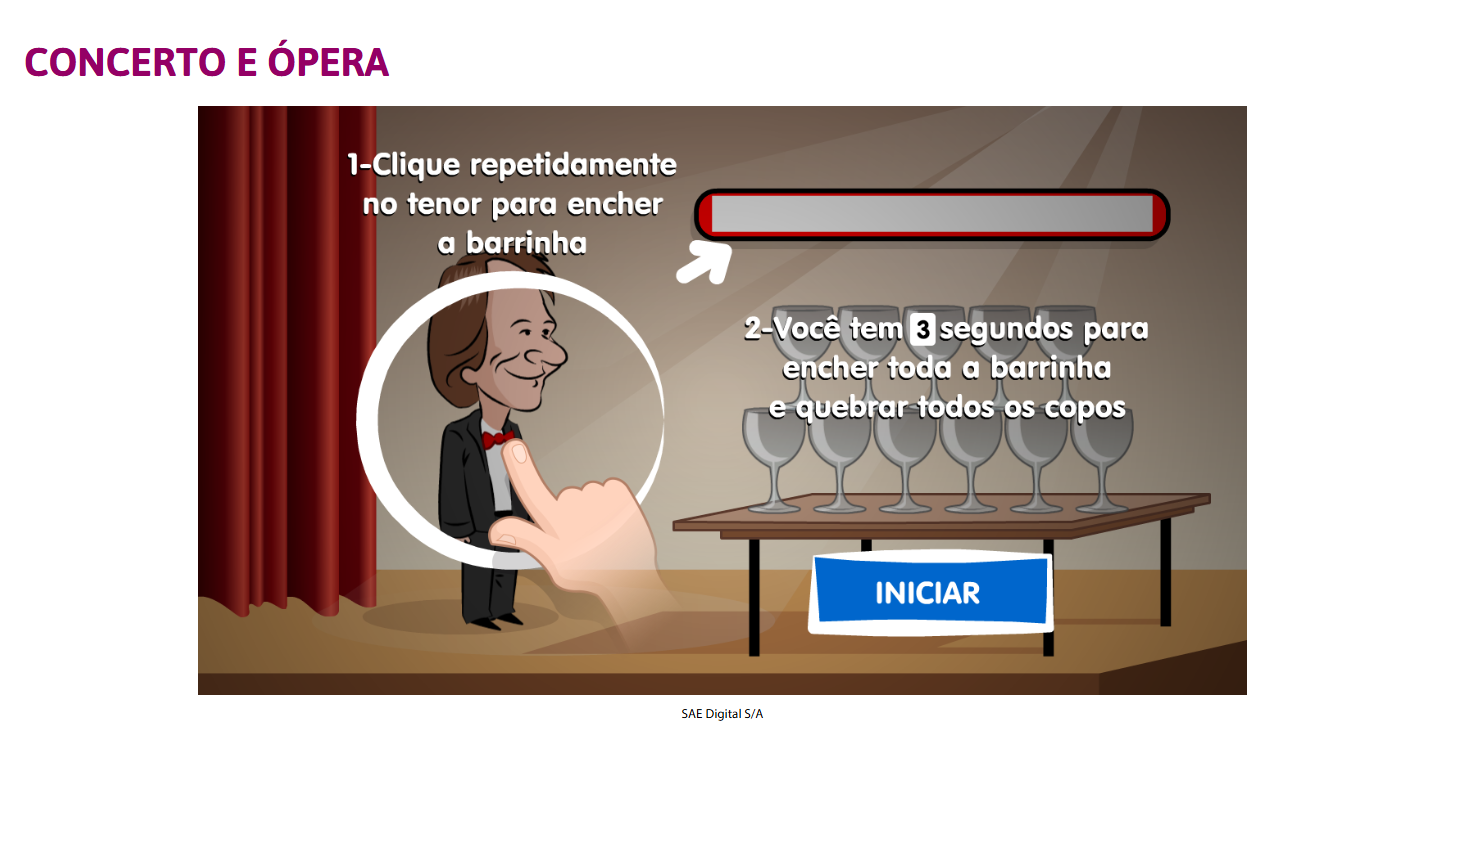 CONCERTO E ÓPERA
1-Clique repetidamente
no tenor para encher
a barrinha
2-Você tem 3 segundos para
encher toda a barrinha
e quebrar todos os copos
INICIAR
SAE Digital S/A